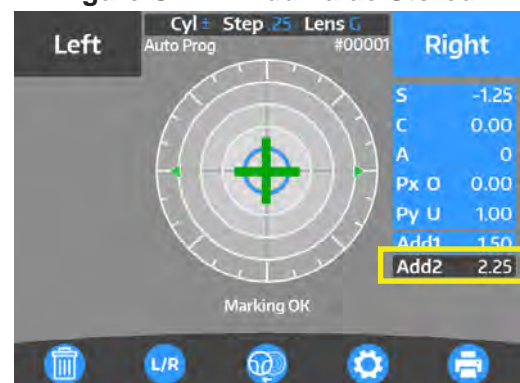 Left
Cyl ± Step .25 Lens G
Auto Prog #00001
Right
S -1.25
C 0.00
A 0
Px O 0.00
Py U 1.00
Add1 1.50
Add2 2.25
Marking OK
L/R